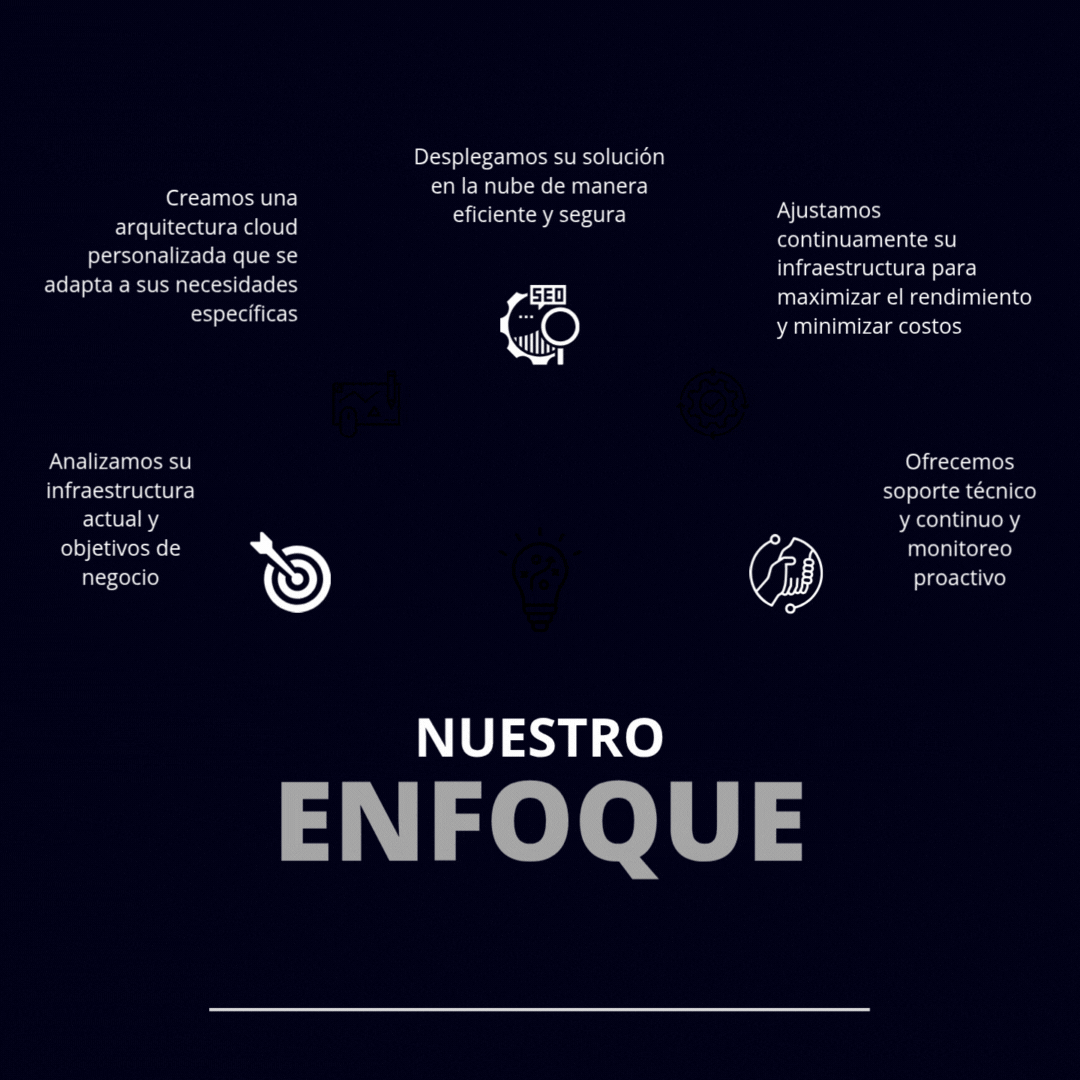 Desplegamos su solución
en la nube de manera
eficiente y segura
Creamos una
arquitectura cloud
personalizada que se
adapta a sus necesidades
específicas
Ajustamos
continuamente su
infraestructura para
maximizar el rendimiento
y minimizar costos
SEO
Analizamos su
infraestructura
actual y
objetivos de
negocio
Ofrecemos
soporte técnico
y continuo y
monitoreo
proactivo
NUESTRO
ENFOQUE